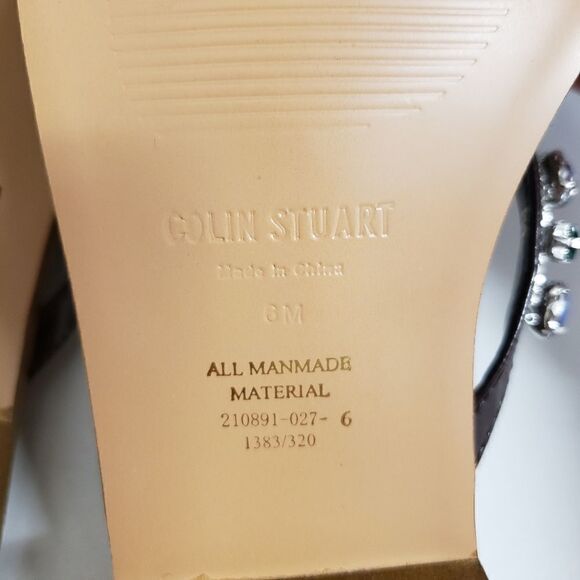 COLIN STUART
Made in China
6M
ALL MANMADE
MATERIAL
210891-027- 6
1383/320